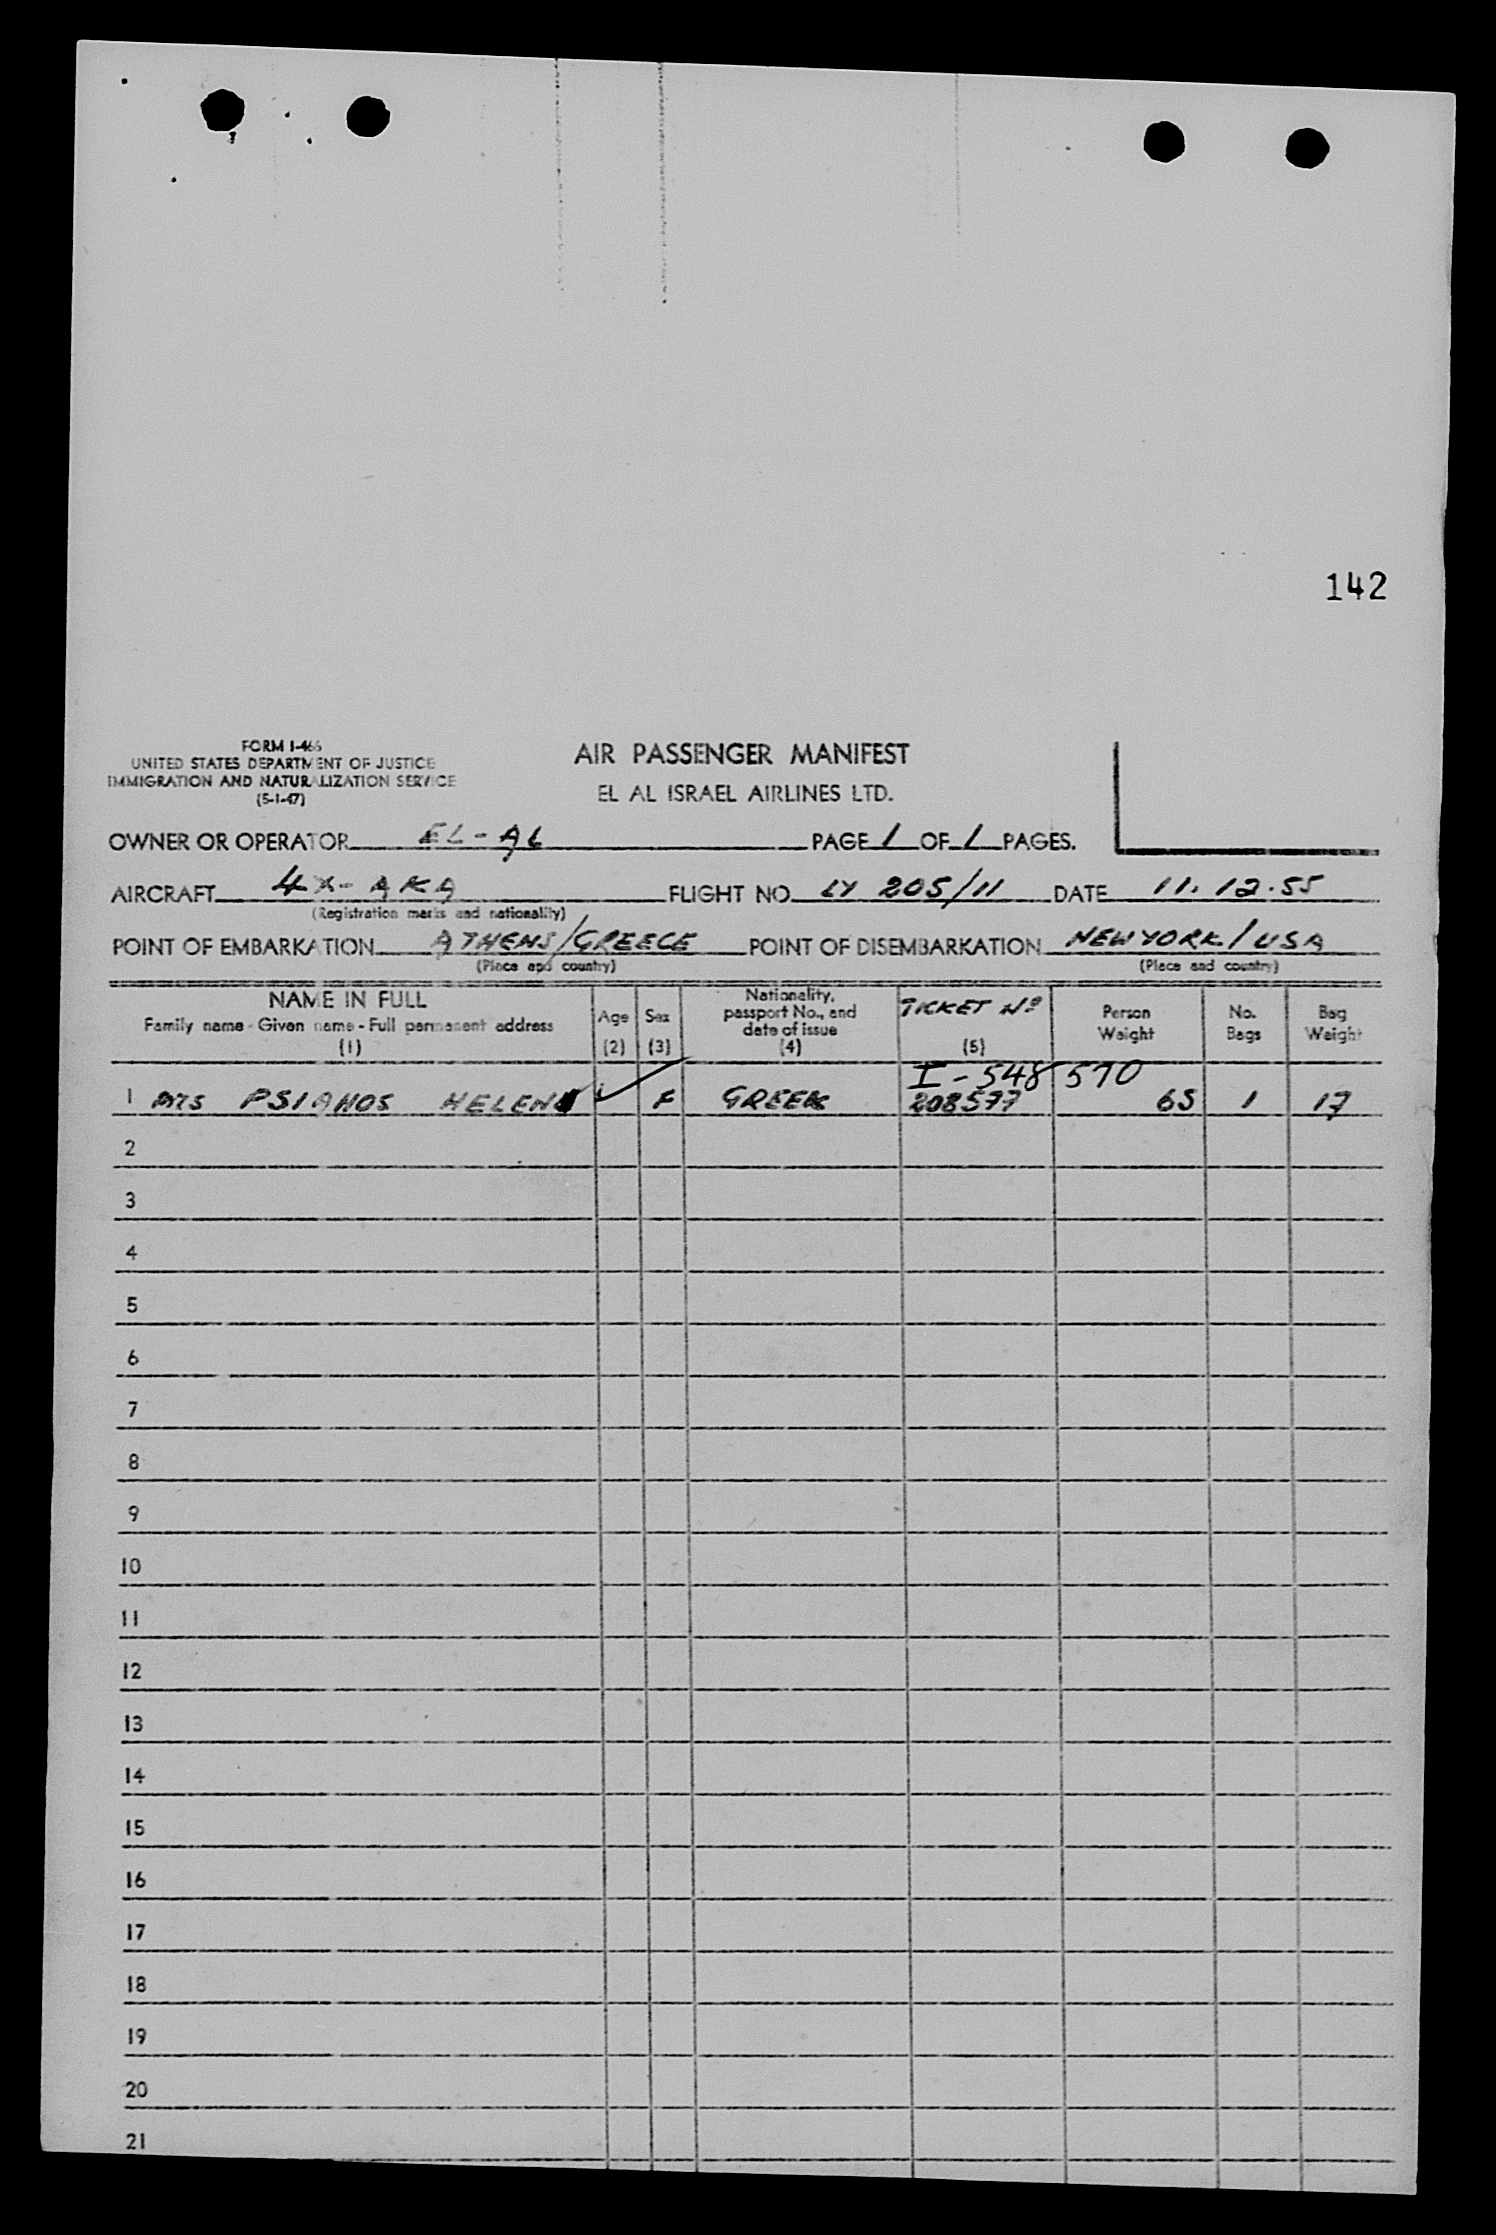 142
FORM I-466
UNITED STATES DEPARTMENT OF JUSTICE
IMMIGRATION AND NATURALIZATION SERVICE
(5-1-47)
AIR PASSENGER MANIFEST
EL AL ISRAEL AIRLINES LTD.
OWNER OR OPERATOR EL-AL PAGE 1 OF 1 PAGES.
AIRCRAFT 4X-AKA FLIGHT NO. LY 205/11 DATE 11.12.55
(Registration marks and nationality)
POINT OF EMBARKATION ATHENS/GREECE POINT OF DISEMBARKATION NEW YORK/USA
(Place and country) (Place and country)
NAME IN FULL
Family name - Given name - Full permanent address
(1)
Age
(2)
Sex
(3)
Nationality,
passport No., and
date of issue
(4)
TICKET No
(5)
Person
Weight
No.
Bags
Bag
Weight
I-548 570
1 MRS PSIAHOS HELEN F GREEK 208577 65 1 17
2
3
4
5
6
7
8
9
10
11
12
13
14
15
16
17
18
19
20
21